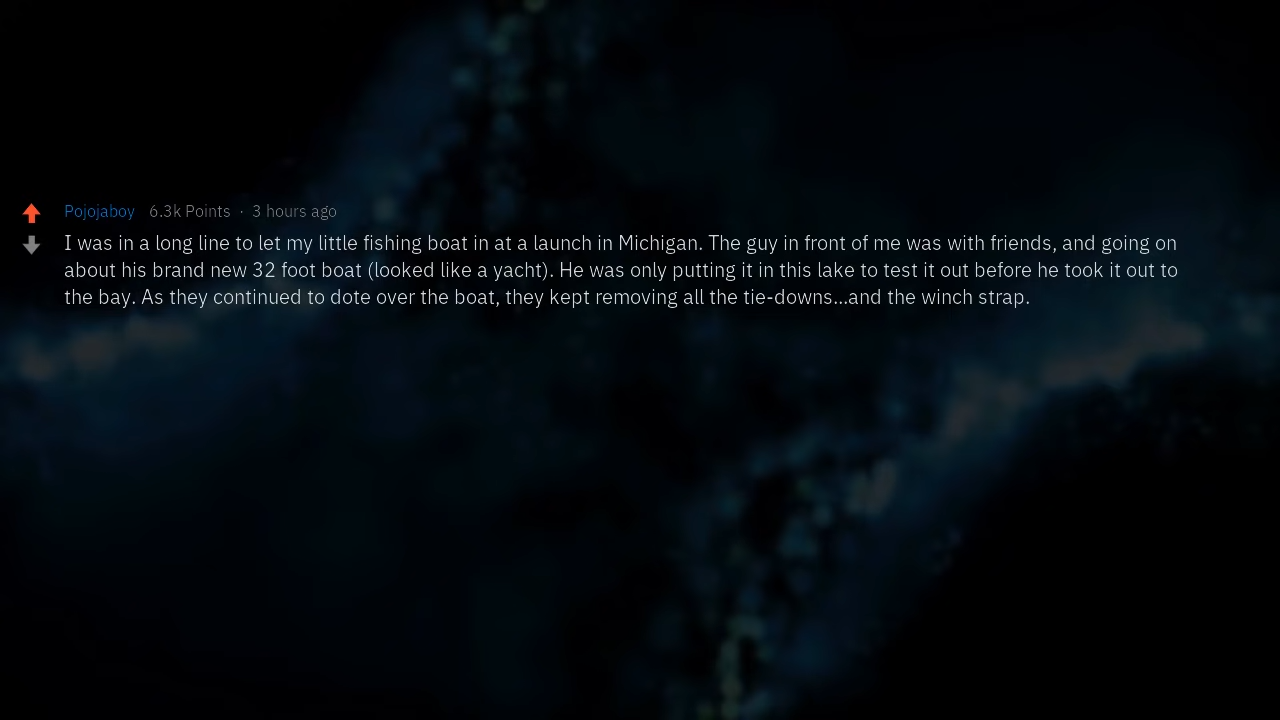 Pojojaboy 6.3k Points · 3 hours ago
I was in a long line to let my little fishing boat in at a launch in Michigan. The guy in front of me was with friends, and going on
about his brand new 32 foot boat (looked like a yacht). He was only putting it in this lake to test it out before he took it out to
the bay. As they continued to dote over the boat, they kept removing all the tie-downs...and the winch strap.